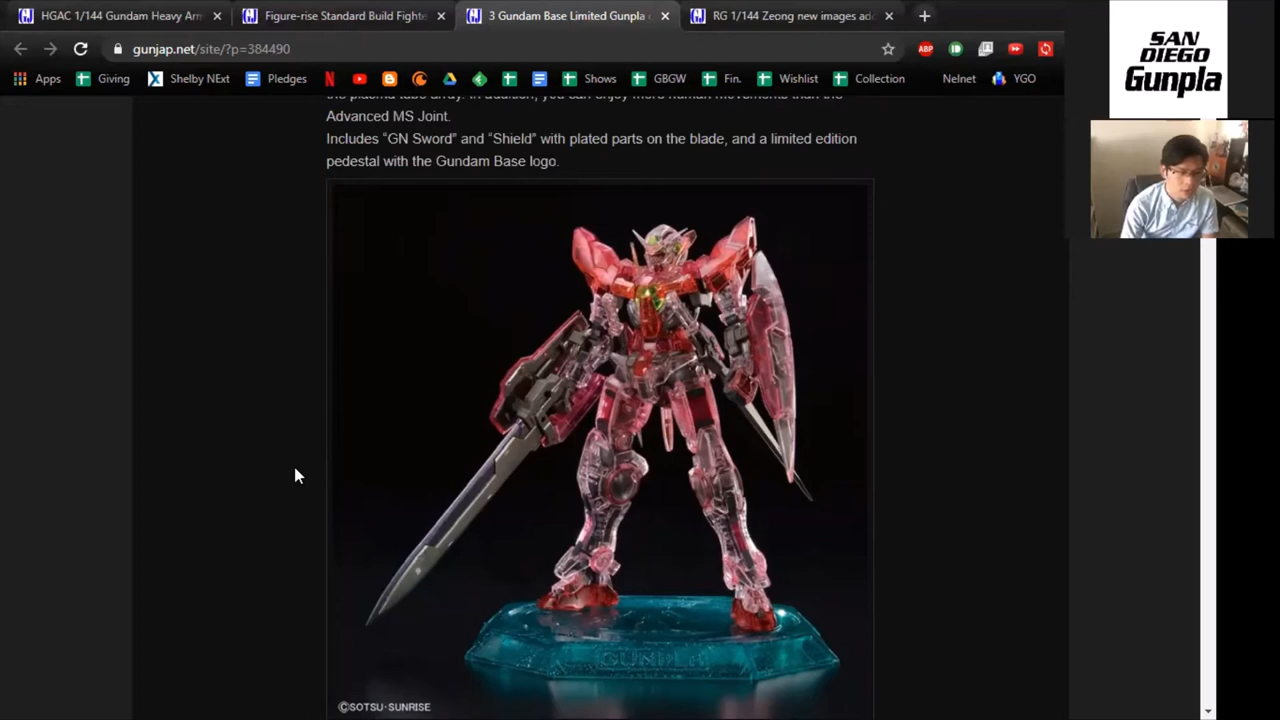 HGAC 1/144 Gundam Heavy Arm
Figure-rise Standard Build Fighte
3 Gundam Base Limited Gunpla
RG 1/144 Zeong new images add
gunjap.net/site/?p=384490
ABP
Apps
Giving
Shelby NExt
Pledges
Shows
GBGW
Fin.
Wishlist
Collection
Nelnet
YGO
SAN
DIEGO
Gunpla
Advanced MS Joint.
Includes “GN Sword” and “Shield” with plated parts on the blade, and a limited edition
pedestal with the Gundam Base logo.
GUNPLA
©SOTSU·SUNRISE